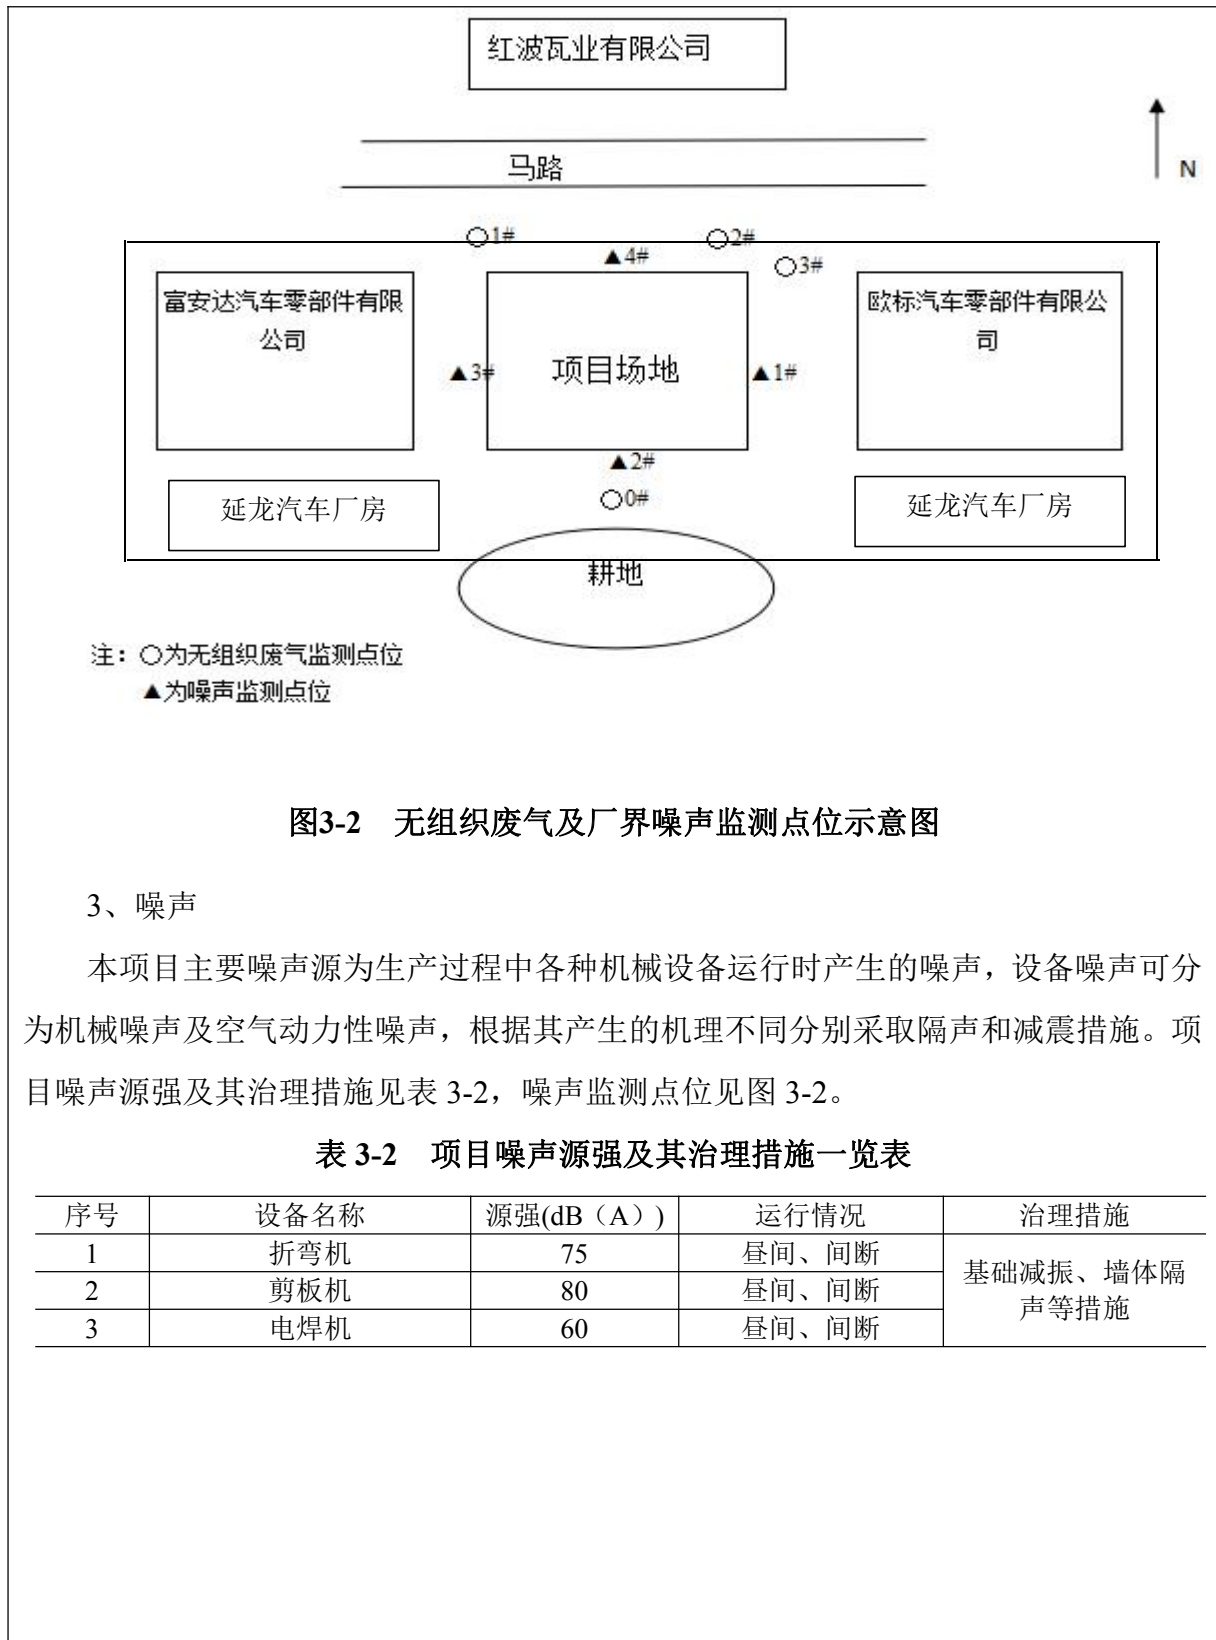 红波瓦业有限公司
马路
N
○1#
○2#
▲4#
○3#
富安达汽车零部件有限
公司
欧标汽车零部件有限公
司
▲3#
项目场地
▲1#
▲2#
○0#
延龙汽车厂房
延龙汽车厂房
耕地
注：○为无组织废气监测点位
▲为噪声监测点位
图3-2 无组织废气及厂界噪声监测点位示意图
3、噪声
本项目主要噪声源为生产过程中各种机械设备运行时产生的噪声，设备噪声可分
为机械噪声及空气动力性噪声，根据其产生的机理不同分别采取隔声和减震措施。项
目噪声源强及其治理措施见表 3-2，噪声监测点位见图 3-2。
表 3-2 项目噪声源强及其治理措施一览表
序号 设备名称 源强(dB（A）) 运行情况 治理措施
1 折弯机 75 昼间、间断 基础减振、墙体隔
2 剪板机 80 昼间、间断 声等措施
3 电焊机 60 昼间、间断